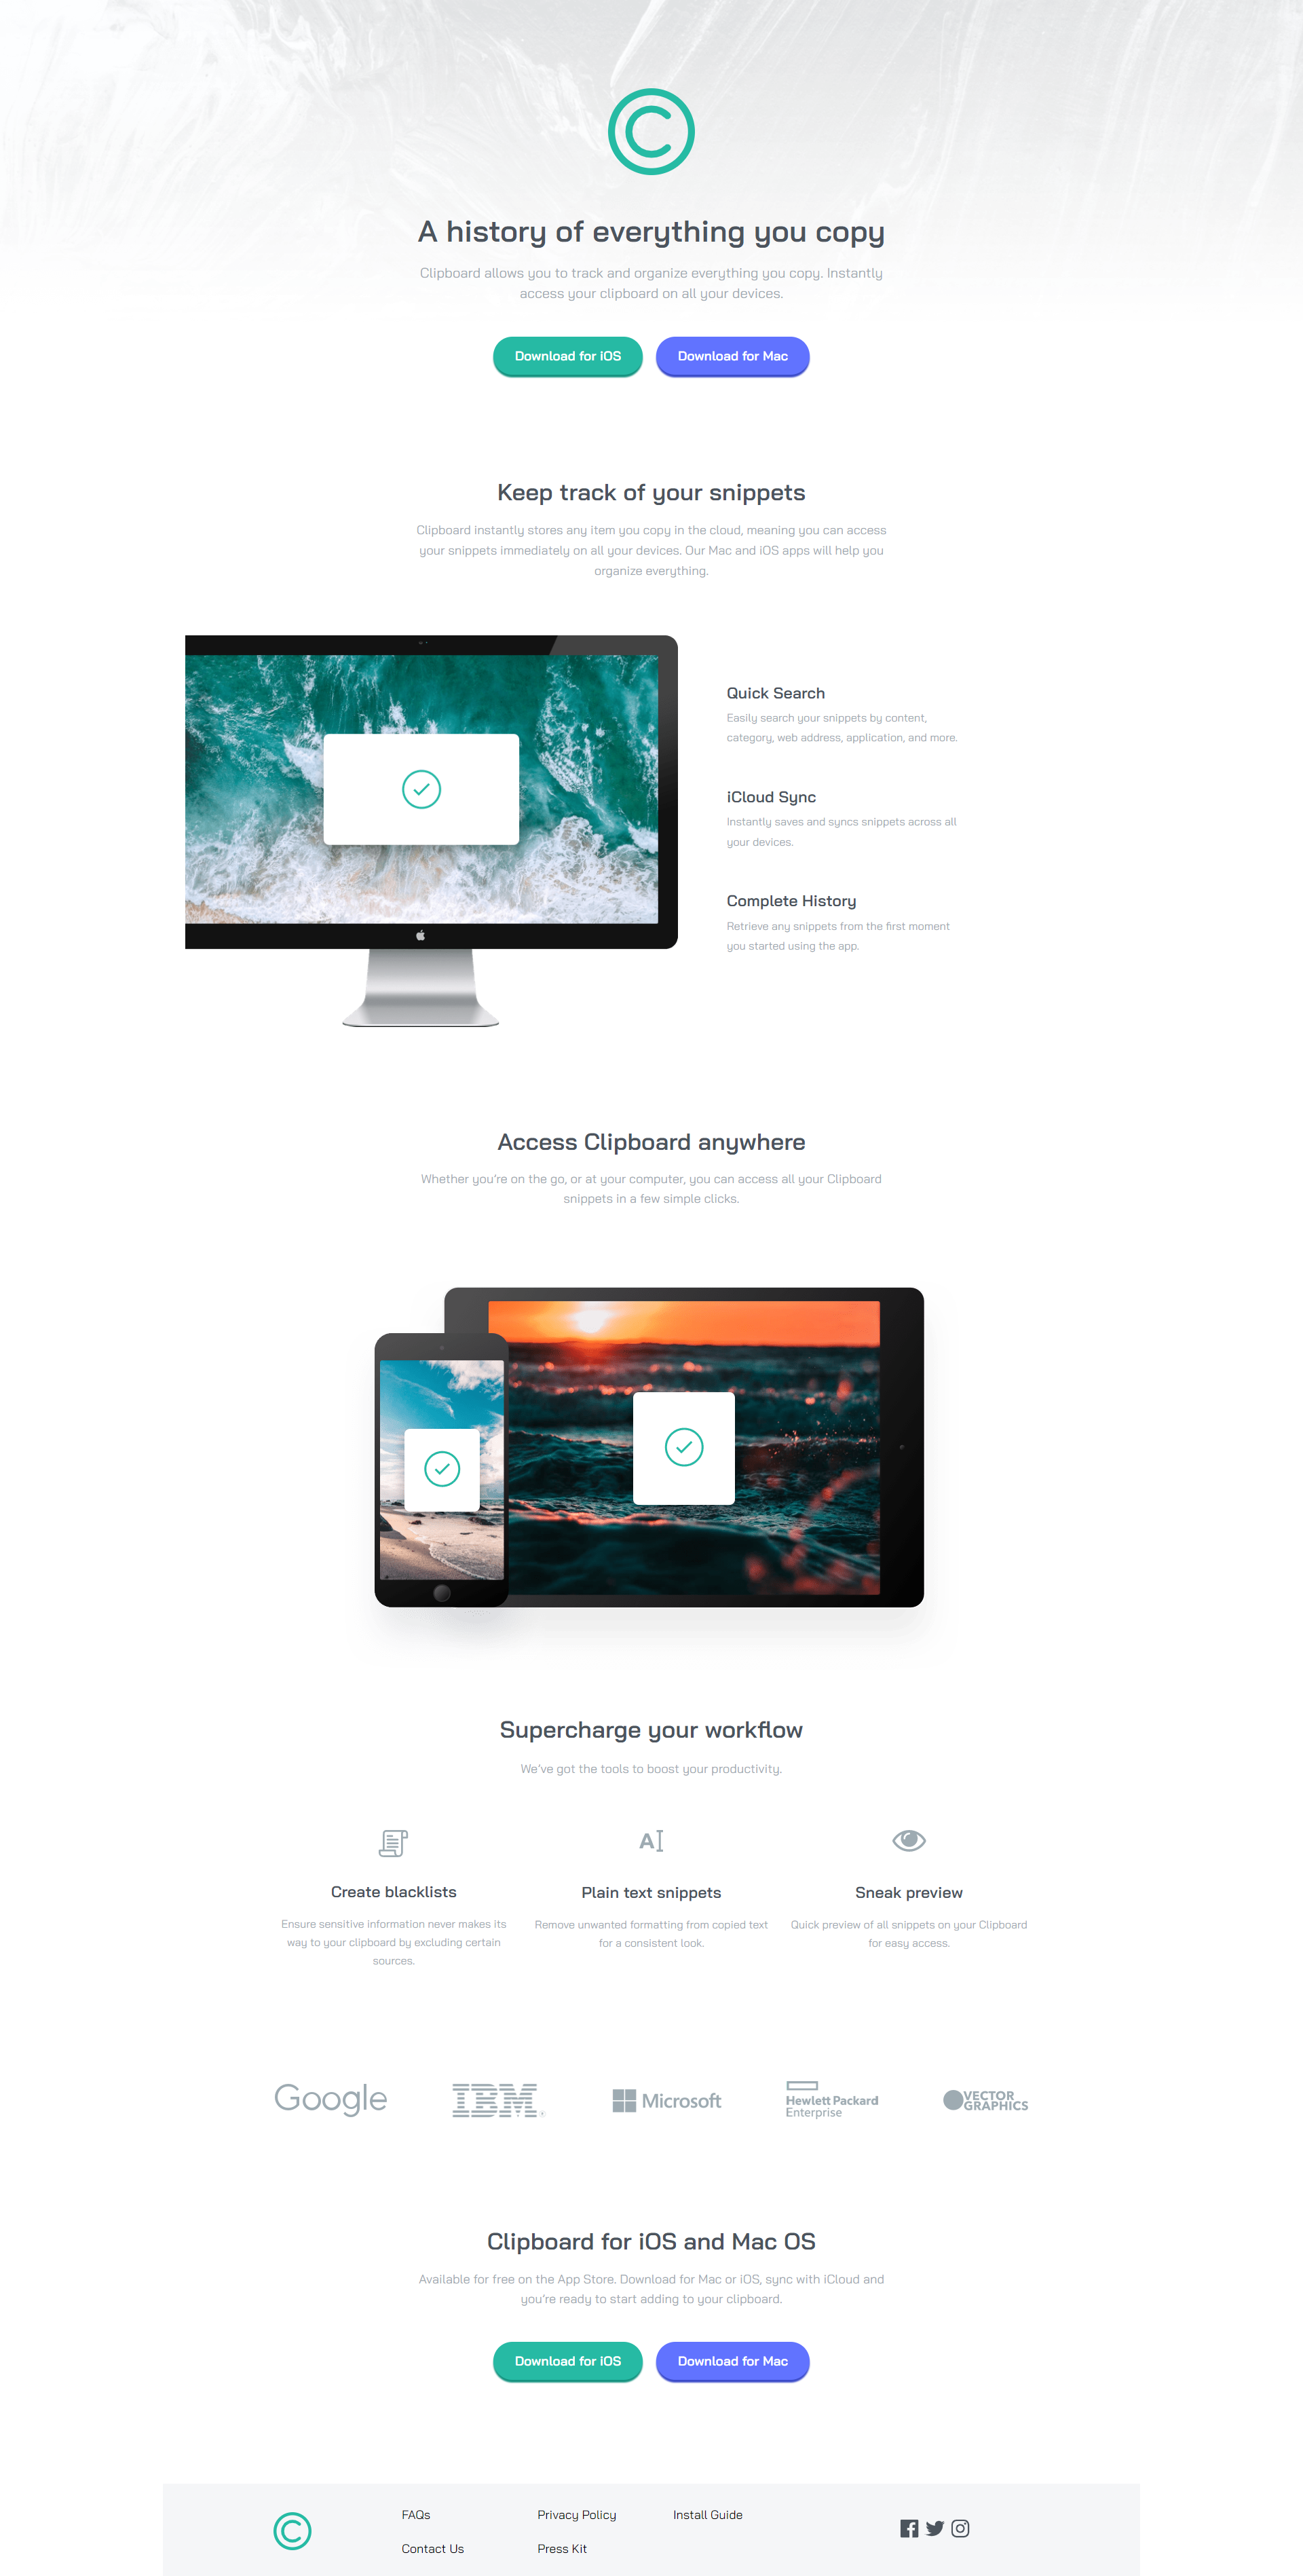 A history of everything you copy
Clipboard allows you to track and organize everything you copy. Instantly
access your clipboard on all your devices.
Download for iOS
Download for Mac
Keep track of your snippets
Clipboard instantly stores any item you copy in the cloud, meaning you can access
your snippets immediately on all your devices. Our Mac and iOS apps will help you
organize everything.
Quick Search
Easily search your snippets by content,
category, web address, application, and more.
iCloud Sync
Instantly saves and syncs snippets across all
your devices.
Complete History
Retrieve any snippets from the first moment
you started using the app.
Access Clipboard anywhere
Whether you’re on the go, or at your computer, you can access all your Clipboard
snippets in a few simple clicks.
Supercharge your workflow
We’ve got the tools to boost your productivity.
A
Create blacklists
Ensure sensitive information never makes its
way to your clipboard by excluding certain
sources.
Plain text snippets
Remove unwanted formatting from copied text
for a consistent look.
Sneak preview
Quick preview of all snippets on your Clipboard
for easy access.
Google
IBM
Microsoft
Hewlett Packard
Enterprise
VECTOR
GRAPHICS
Clipboard for iOS and Mac OS
Available for free on the App Store. Download for Mac or iOS, sync with iCloud and
you’re ready to start adding to your clipboard.
Download for iOS
Download for Mac
FAQs
Contact Us
Privacy Policy
Press Kit
Install Guide